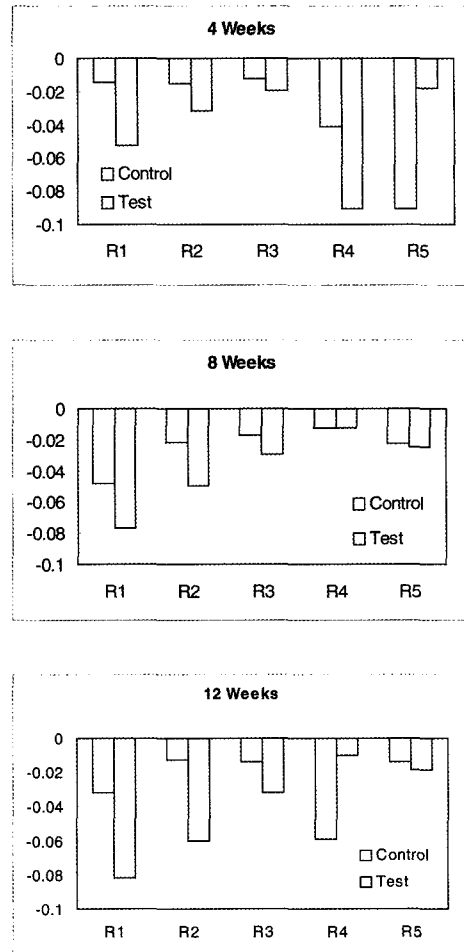 4 Weeks
0
-0.02
-0.04
-0.06
-0.08
-0.1
Control
Test
R1 R2 R3 R4 R5
8 Weeks
0
-0.02
-0.04
-0.06
-0.08
-0.1
Control
Test
R1 R2 R3 R4 R5
12 Weeks
0
-0.02
-0.04
-0.06
-0.08
-0.1
Control
Test
R1 R2 R3 R4 R5